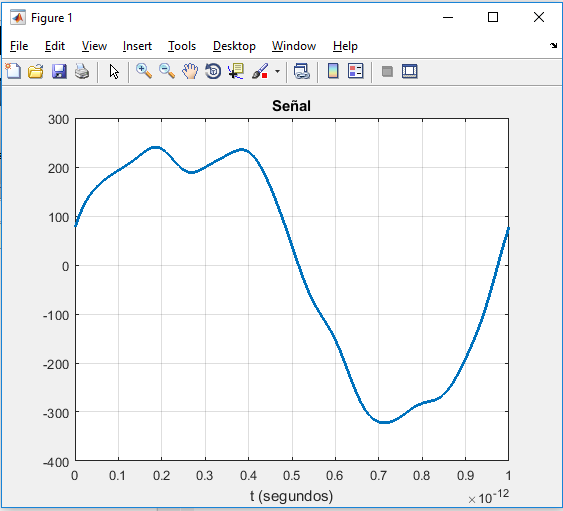 Figure 1
File Edit View Insert Tools Desktop Window Help
Señal
300
200
100
0
-100
-200
-300
-400
0 0.1 0.2 0.3 0.4 0.5 0.6 0.7 0.8 0.9 1
t (segundos)
×10^-12